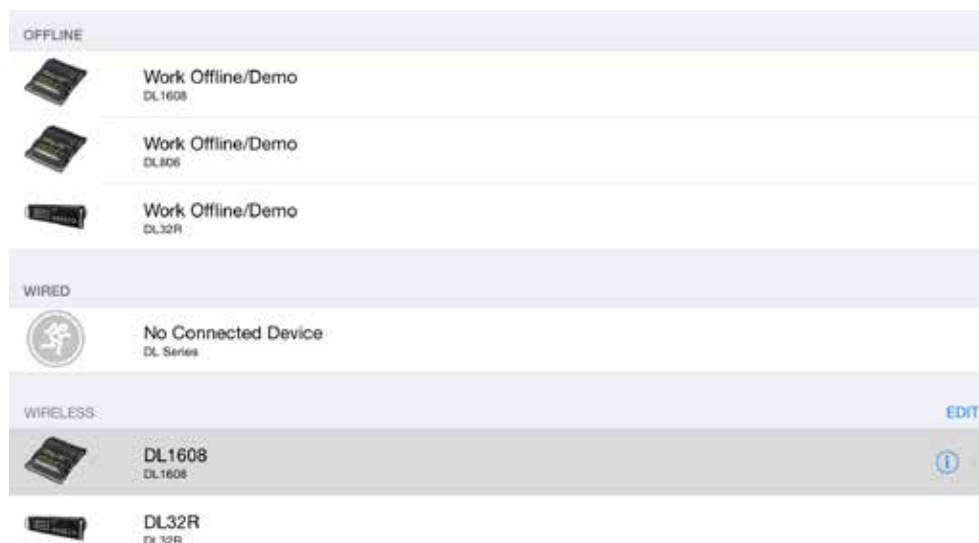 OFFLINE
Work Offline/Demo
DL1608
Work Offline/Demo
DL806
Work Offline/Demo
DL32R
WIRED
No Connected Device
DL Series
WIRELESS
EDIT
DL1608
DL1608
DL32R
DL32R